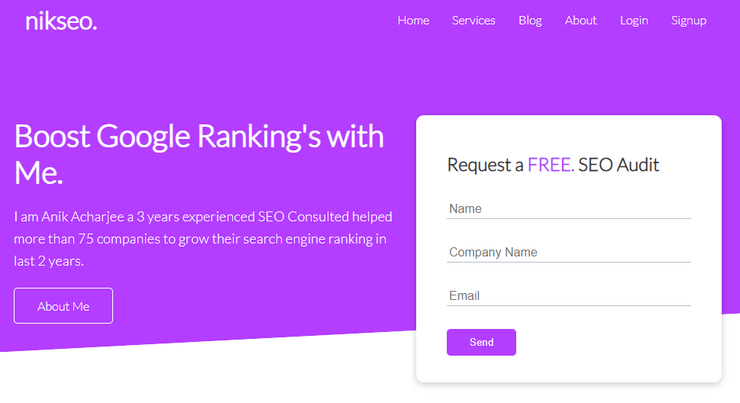 nikseo.
Home Services Blog About Login Signup
Boost Google Ranking's with
Me.
I am Anik Acharjee a 3 years experienced SEO Consulted helped
more than 75 companies to grow their search engine ranking in
last 2 years.
About Me
Request a FREE. SEO Audit
Name
Company Name
Email
Send